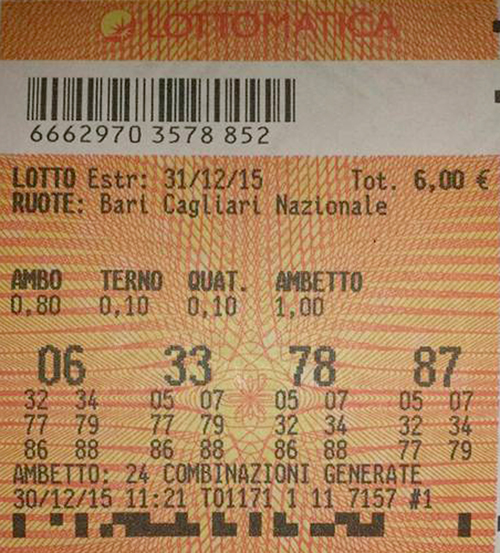 LOTTOMATICA
6662970 3578 852
LOTTO Estr: 31/12/15 Tot. 6,00 €
RUOTE: Bari Cagliari Nazionale
AMBO TERNO QUAT. AMBETTO
0,80 0,10 0,10 1,00
06 33 78 87
32 34 05 07 05 07 05 07
77 79 77 79 32 34 32 34
86 88 86 88 86 88 77 79
AMBETTO: 24 COMBINAZIONI GENERATE
30/12/15 11:21 T01171 1 11 7157 #1